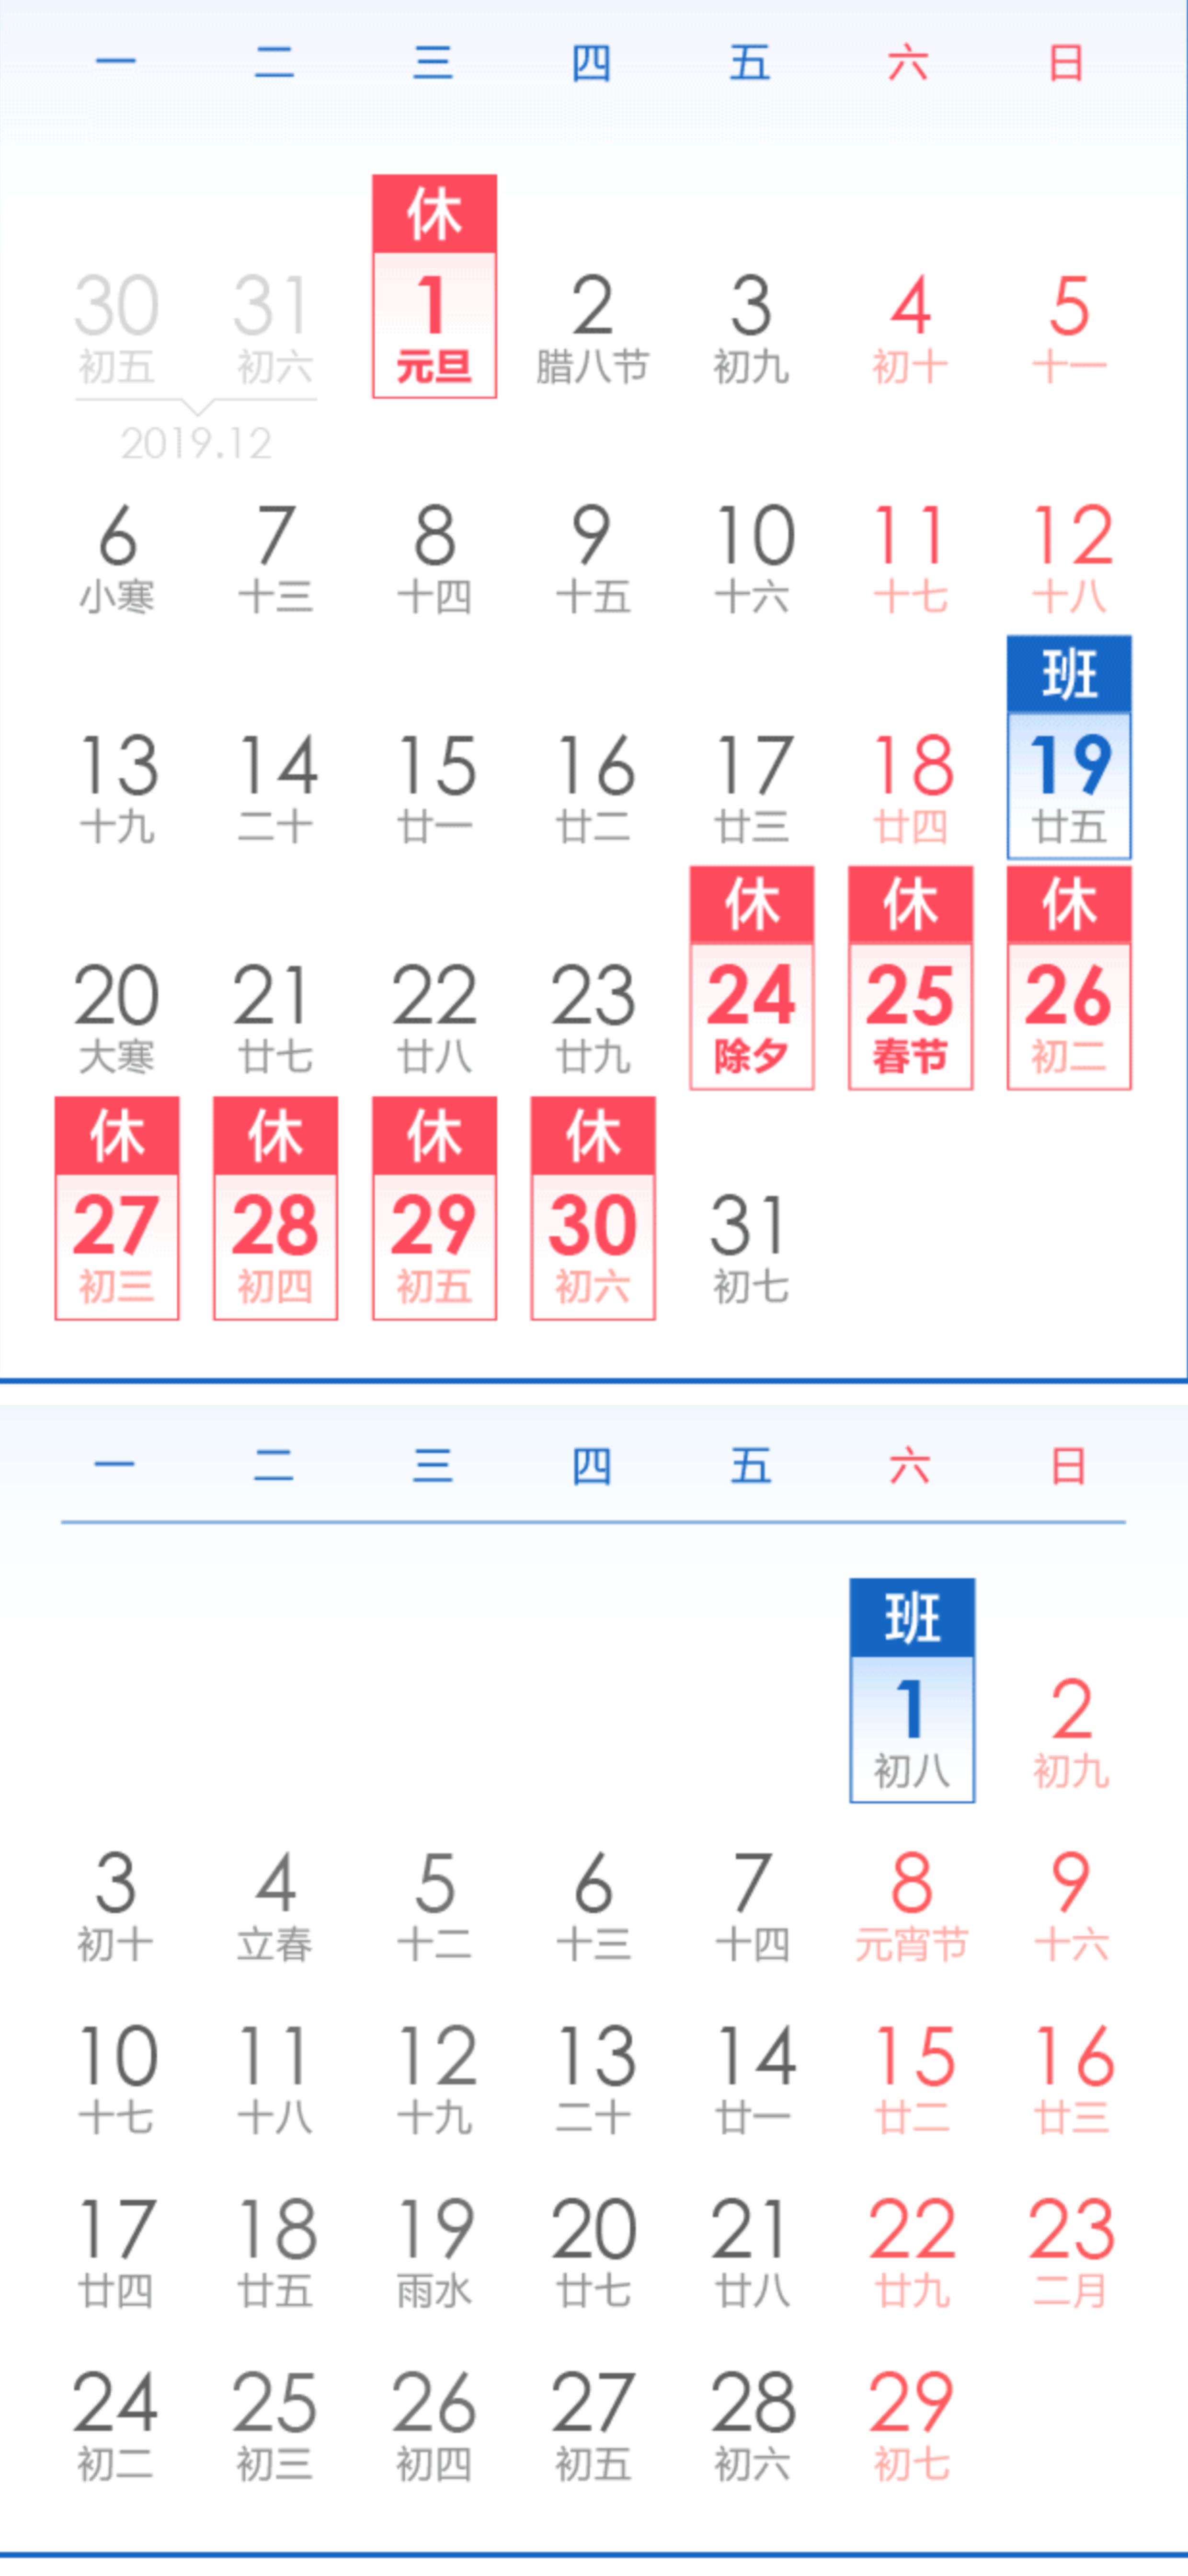 一 二 三 四 五 六 日
休
30 31 1 2 3 4 5
初五 初六 元旦 腊八节 初九 初十 十一
2019.12
6 7 8 9 10 11 12
小寒 十三 十四 十五 十六 十七 十八
班
13 14 15 16 17 18 19
十九 二十 廿一 廿二 廿三 廿四 廿五
休 休 休
20 21 22 23 24 25 26
大寒 廿七 廿八 廿九 除夕 春节 初二
休 休 休 休
27 28 29 30 31
初三 初四 初五 初六 初七
一 二 三 四 五 六 日
班
1 2
初八 初九
3 4 5 6 7 8 9
初十 立春 十二 十三 十四 元宵节 十六
10 11 12 13 14 15 16
十七 十八 十九 二十 廿一 廿二 廿三
17 18 19 20 21 22 23
廿四 廿五 雨水 廿七 廿八 廿九 二月
24 25 26 27 28 29
初二 初三 初四 初五 初六 初七